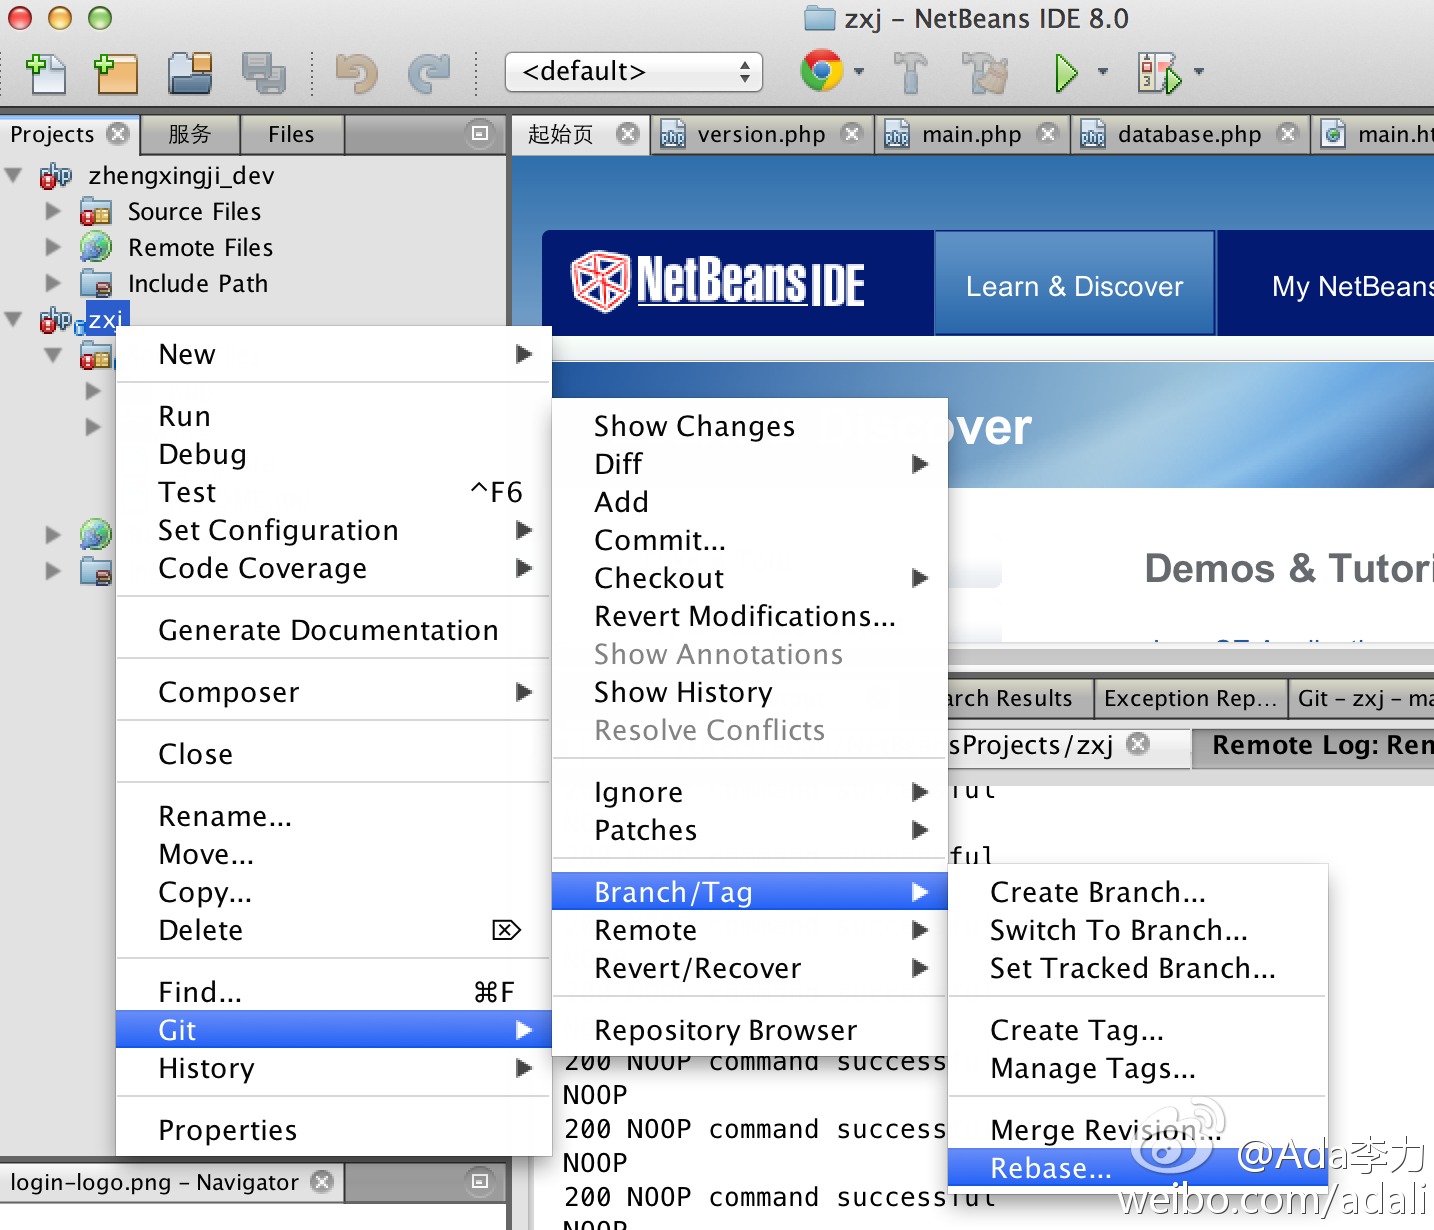 zxj – NetBeans IDE 8.0
<default>
Projects
服务
Files
起始页
version.php
main.php
database.php
main.ht
zhengxingji_dev
Source Files
Remote Files
Include Path
zxj
NetBeans IDE
Learn & Discover
My NetBeans
New
Run
Debug
Test ^F6
Set Configuration
Code Coverage
Generate Documentation
Composer
Close
Rename...
Move...
Copy...
Delete ⌦
Find... ⌘F
Git
History
Properties
Show Changes
Diff
Add
Commit...
Checkout
Revert Modifications...
Show Annotations
Show History
Resolve Conflicts
Ignore
Patches
Branch/Tag
Remote
Revert/Recover
Repository Browser
Create Branch...
Switch To Branch...
Set Tracked Branch...
Create Tag...
Manage Tags...
Merge Revision...
Rebase...
over
Demos & Tutori
arch Results
Exception Rep...
Git – zxj – ma
sProjects/zxj
Remote Log: Rem
ful
ful
200 NOOP command success
NOOP
200 NOOP command success
NOOP
200 NOOP command successful
NOOP
login-logo.png – Navigator
@Ada李力
weibo.com/adali